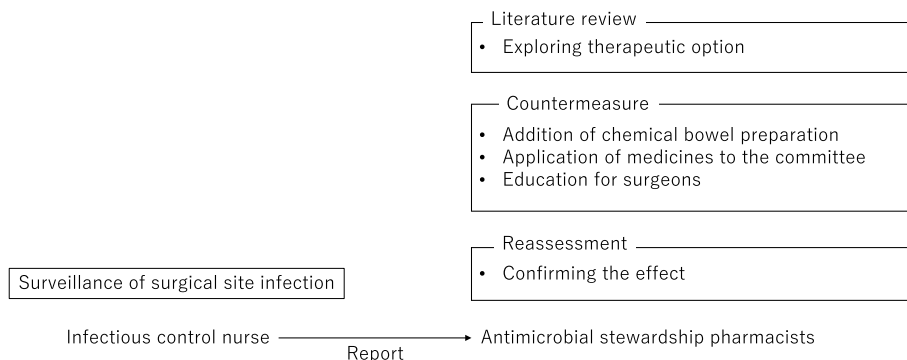 Literature review
• Exploring therapeutic option
Countermeasure
• Addition of chemical bowel preparation
• Application of medicines to the committee
• Education for surgeons
Reassessment
• Confirming the effect
Surveillance of surgical site infection
Infectious control nurse
Report
Antimicrobial stewardship pharmacists